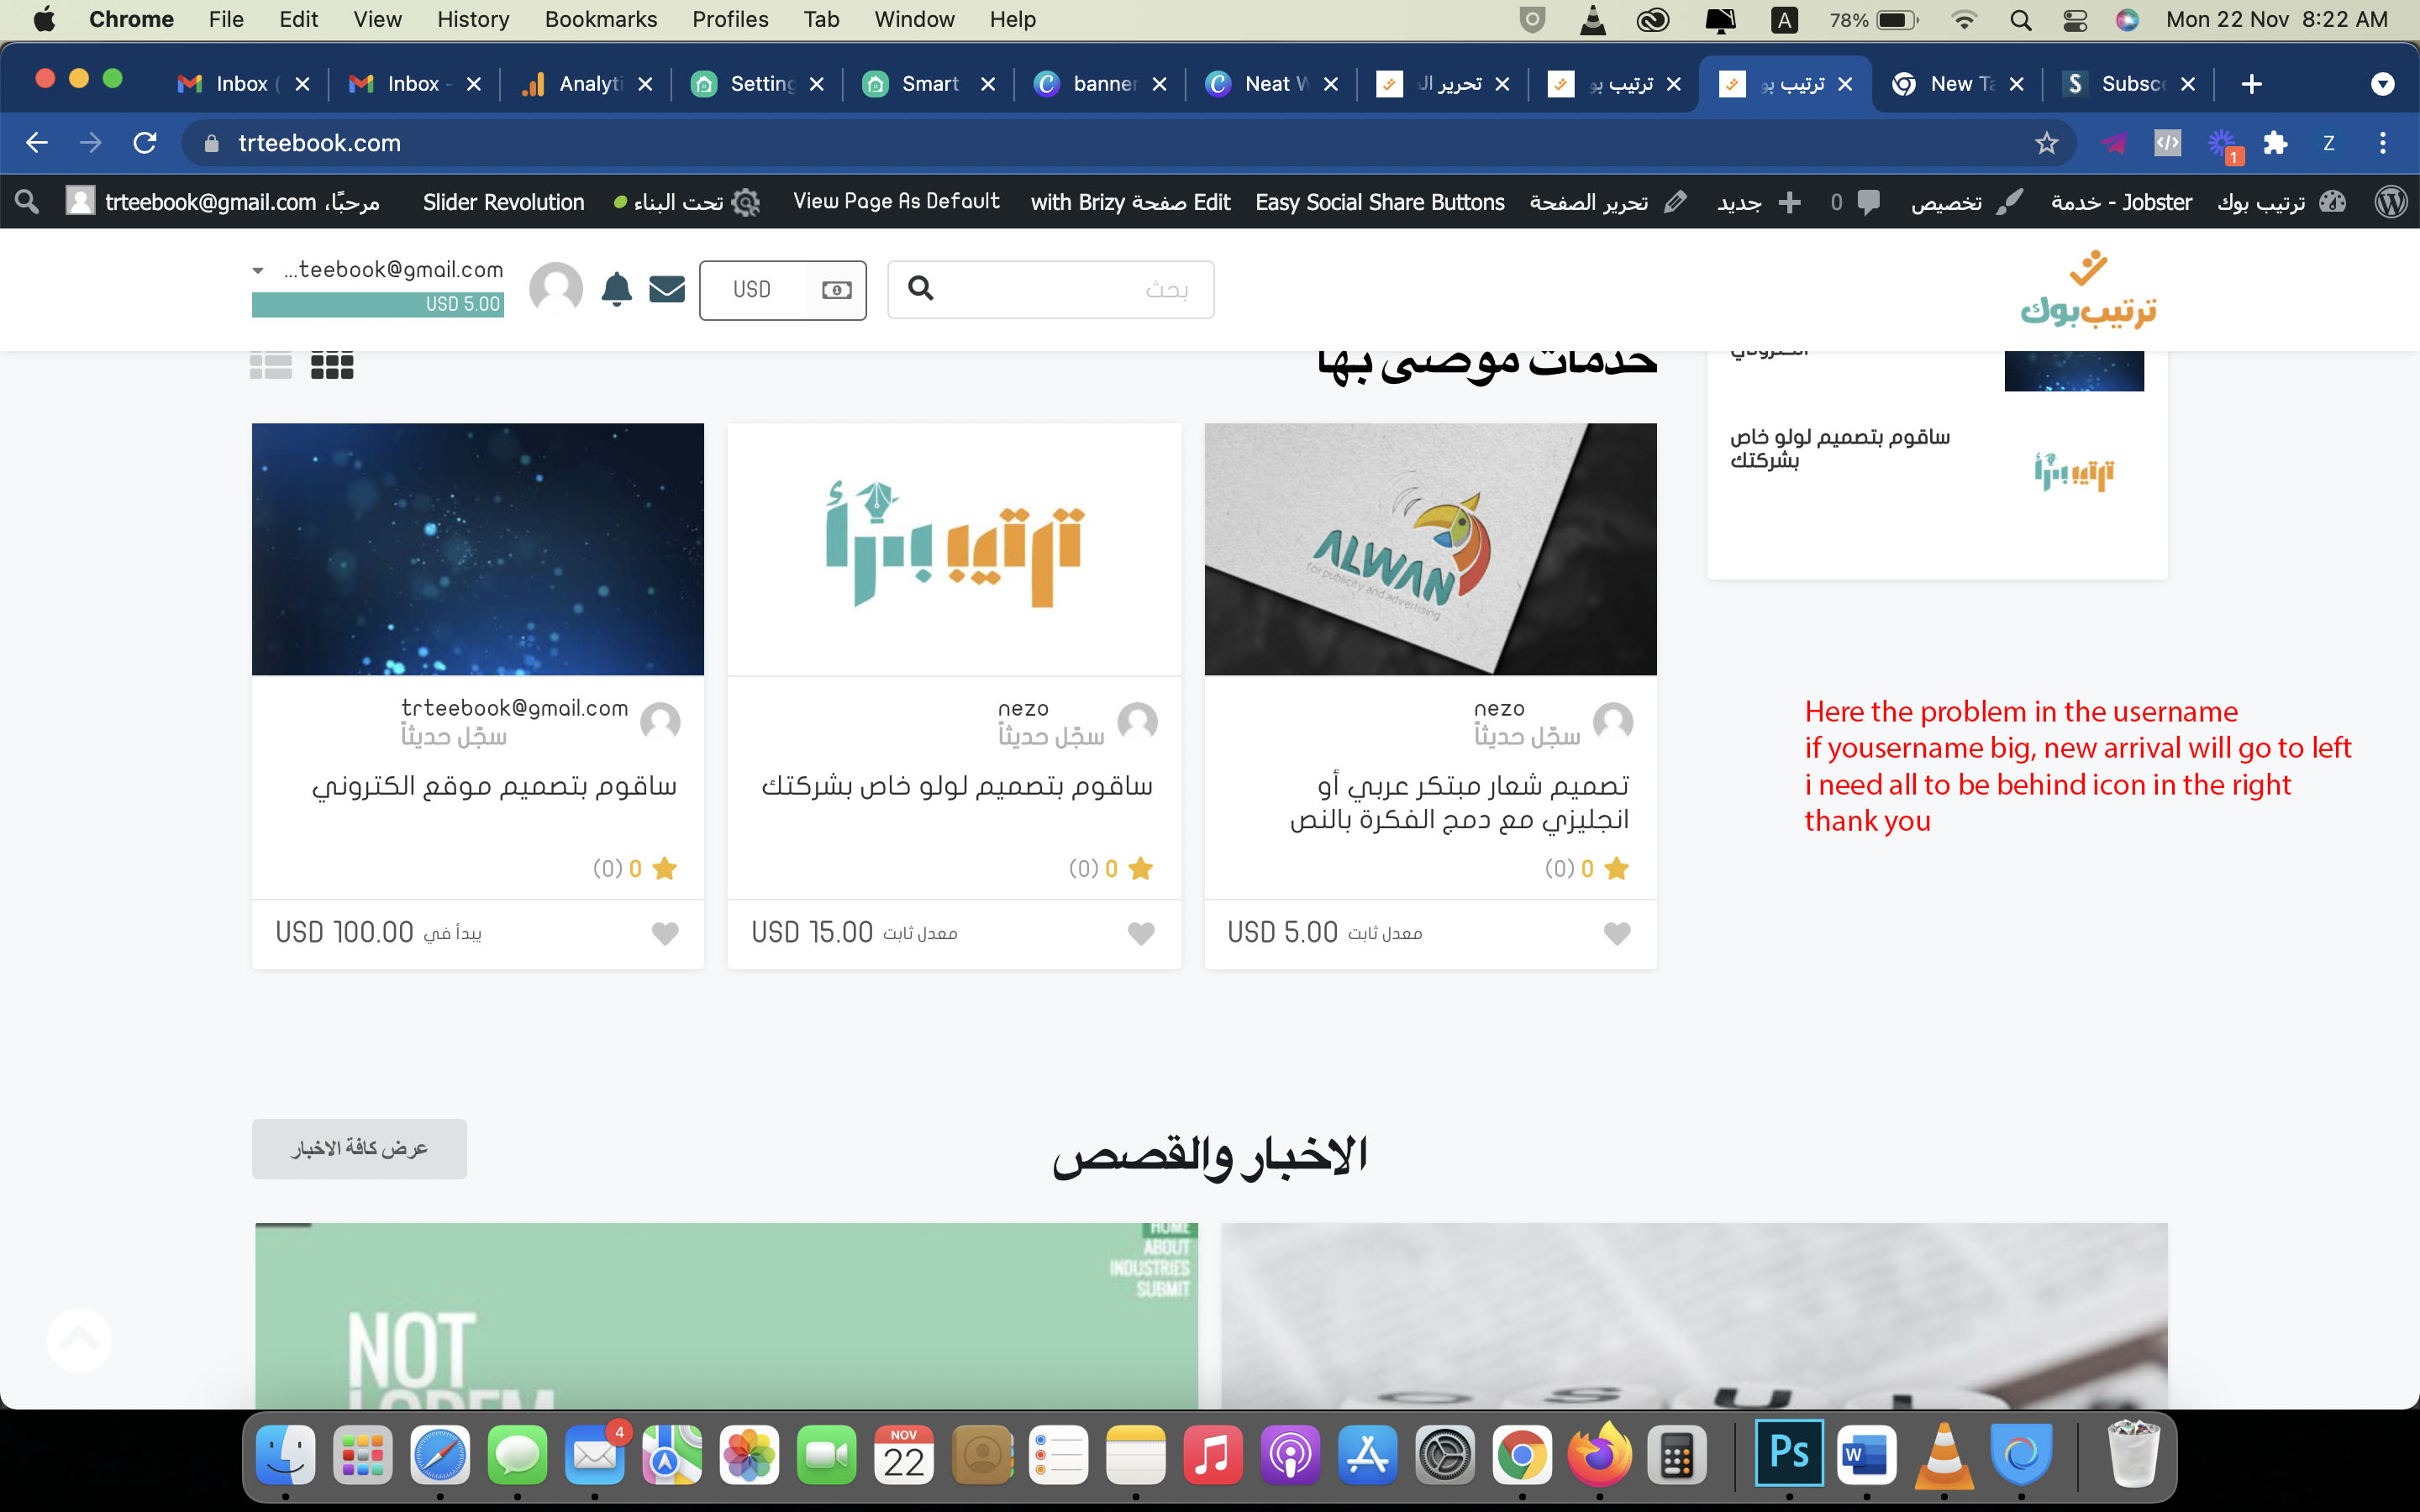 Chrome File Edit View History Bookmarks Profiles Tab Window Help
A 78% Mon 22 Nov 8:22 AM
Inbox ( Inbox - Analyti Setting Smart banner Neat W تحرير ال ترتيب بو ترتيب بو New Ta Subsc
trteebook.com
1 Z
مرحبًا، trteebook@gmail.com
Slider Revolution
تحت البناء
View Page As Default
Edit صفحة with Brizy
Easy Social Share Buttons
تحرير الصفحة
جديد
0
تخصيص
Jobster - خدمة
ترتيب بوك
...teebook@gmail.com
USD 5.00
USD
بحث
ترتيب بوك
خدمات موصى بها
ساقوم بتصميم لولو خاص
بشركتك
ALWAN
for publicity and advertising
nezo
سجّل حديثاً
تصميم شعار مبتكر عربي أو
انجليزي مع دمج الفكرة بالنص
0 (0)
معدل ثابت USD 5.00
nezo
سجّل حديثاً
ساقوم بتصميم لولو خاص بشركتك
0 (0)
معدل ثابت USD 15.00
trteebook@gmail.com
سجّل حديثاً
ساقوم بتصميم موقع الكتروني
0 (0)
يبدأ في USD 100.00
Here the problem in the username
if yousername big, new arrival will go to left
i need all to be behind icon in the right
thank you
الاخبار والقصص
عرض كافة الاخبار
HOME
ABOUT
INDUSTRIES
SUBMIT
NOT
LOREM
4
NOV
22
Ps
W